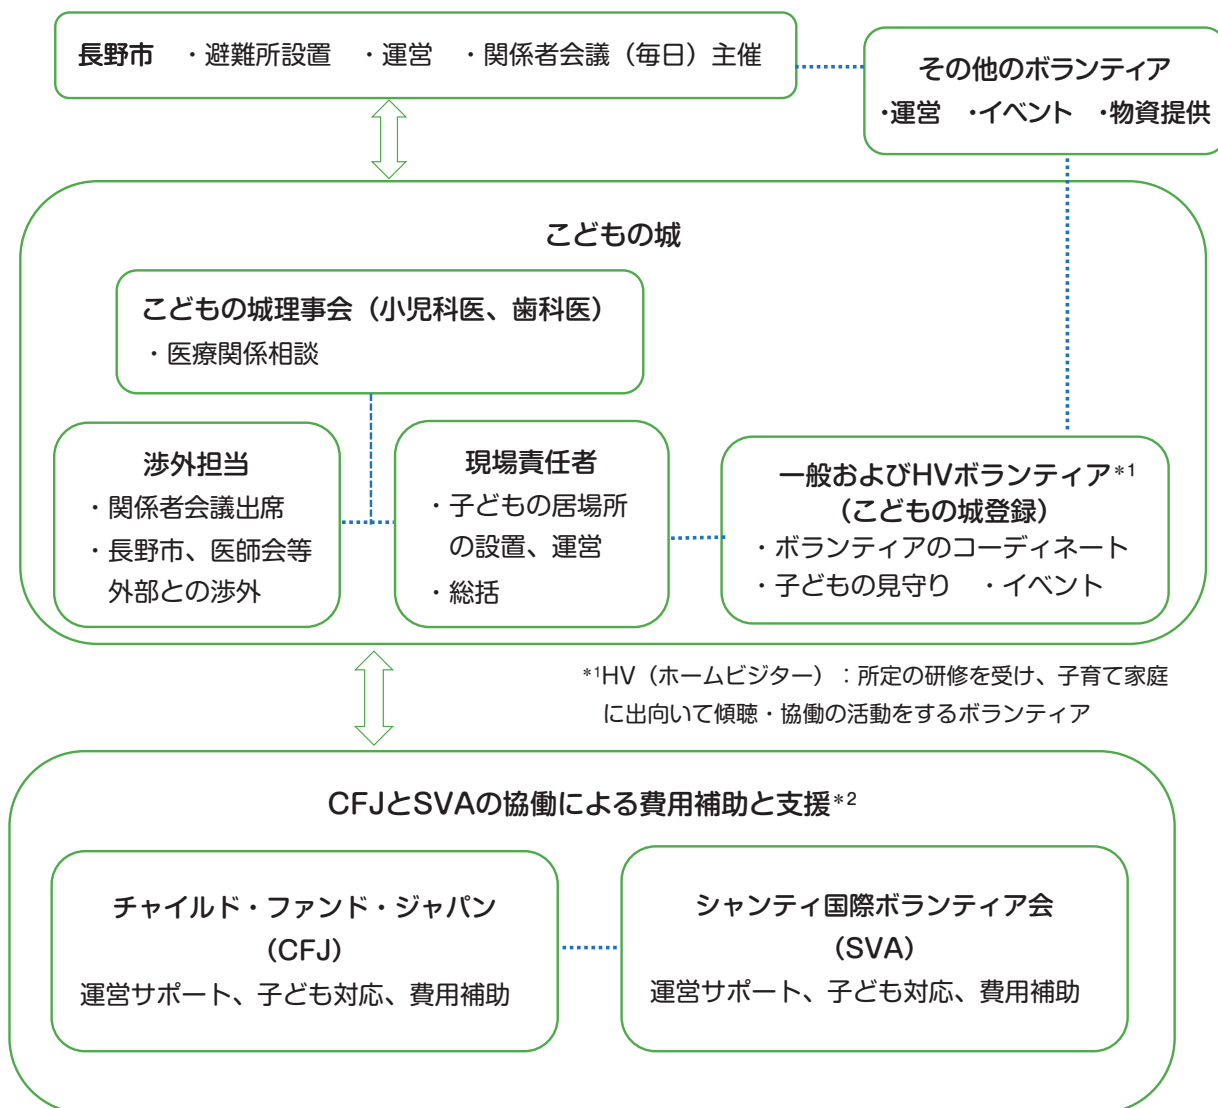 長野市 ・避難所設置 ・運営 ・関係者会議（毎日）主催
その他のボランティア
・運営 ・イベント ・物資提供
こどもの城
こどもの城理事会（小児科医、歯科医）
・医療関係相談
渉外担当
・関係者会議出席
・長野市、医師会等
外部との渉外
現場責任者
・子どもの居場所
の設置、運営
・総括
一般およびHVボランティア*1
（こどもの城登録）
・ボランティアのコーディネート
・子どもの見守り ・イベント
*1HV（ホームビジター）：所定の研修を受け、子育て家庭
に出向いて傾聴・協働の活動をするボランティア
CFJとSVAの協働による費用補助と支援*2
チャイルド・ファンド・ジャパン
（CFJ）
運営サポート、子ども対応、費用補助
シャンティ国際ボランティア会
（SVA）
運営サポート、子ども対応、費用補助